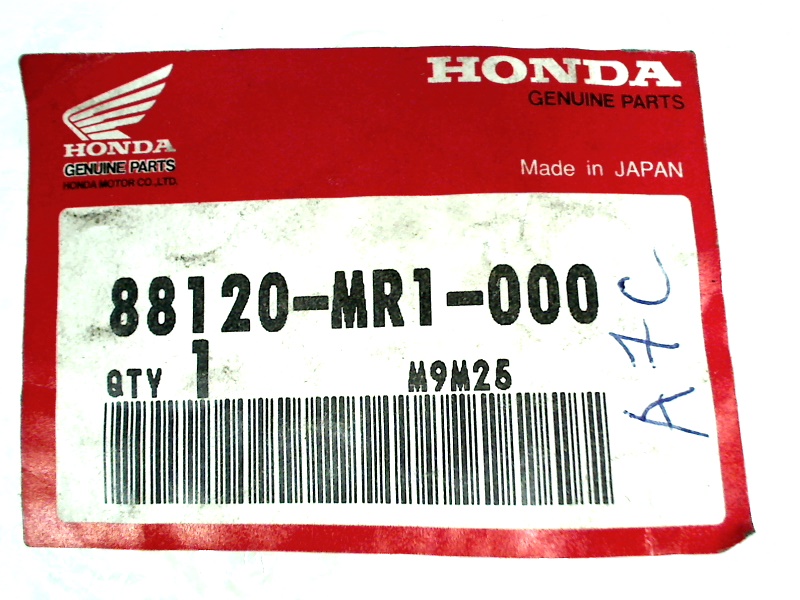 HONDA
GENUINE PARTS
HONDA MOTOR CO.,LTD.
HONDA
GENUINE PARTS
Made in JAPAN
88120-MR1-000
QTY 1 M9M25
A7C